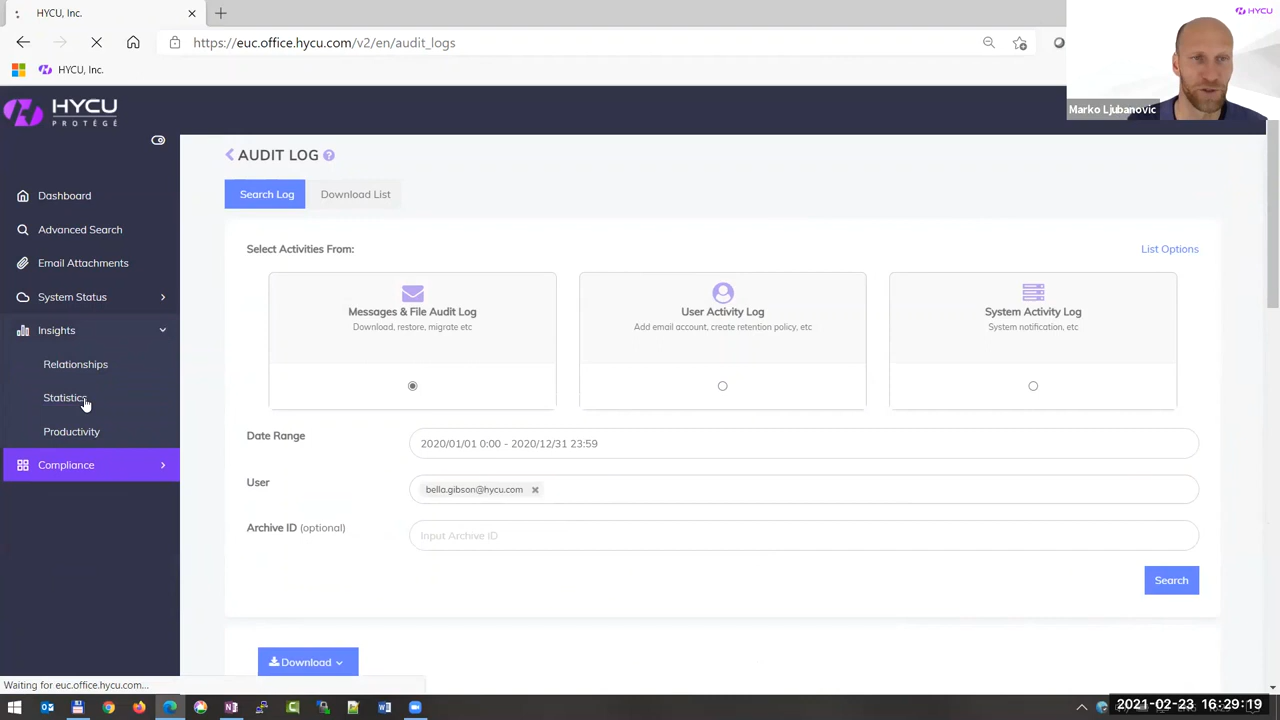 HYCU, Inc.
HYCU
https://euc.office.hycu.com/v2/en/audit_logs
HYCU, Inc.
Marko Ljubanovic
HYCU
PROTÉGÉ
AUDIT LOG
Dashboard
Search Log
Download List
Advanced Search
Select Activities From:
List Options
Email Attachments
System Status
Messages & File Audit Log
User Activity Log
System Activity Log
Download, restore, migrate etc
Add email account, create retention policy, etc
System notification, etc
Insights
Relationships
Statistics
Productivity
Date Range
2020/01/01 0:00 - 2020/12/31 23:59
Compliance
User
bella.gibson@hycu.com
Archive ID (optional)
Input Archive ID
Search
Download
Waiting for euc.office.hycu.com...
2021-02-23 16:29:19